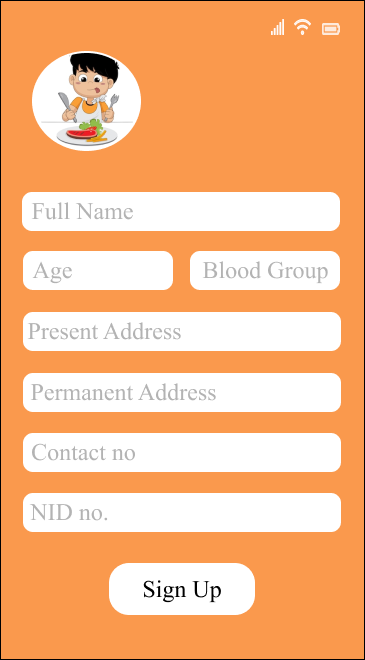 Full Name
Age Blood Group
Present Address
Permanent Address
Contact no
NID no.
Sign Up